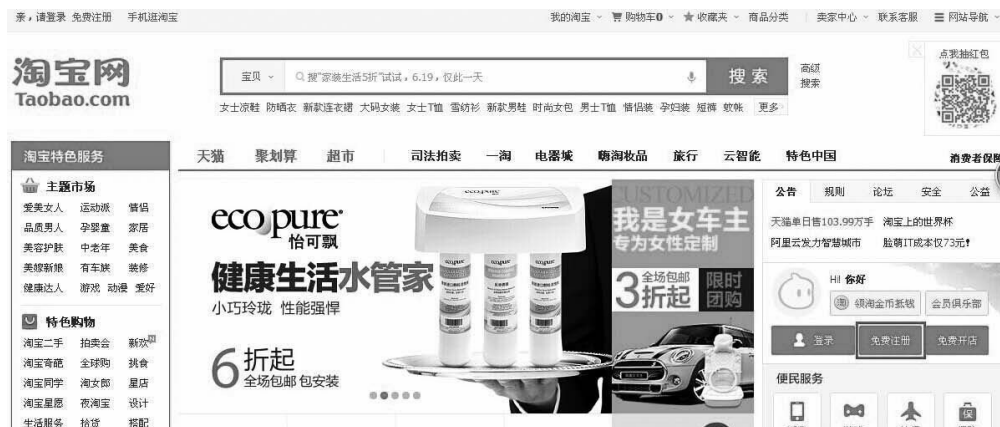 亲，请登录 免费注册 手机逛淘宝
我的淘宝 购物车0 收藏夹 商品分类 卖家中心 联系客服 网站导航
淘宝网
Taobao.com
宝贝 搜"家装生活5折"试试，6.19，仅此一天 搜索
高级
搜索
点我抽红包
女士凉鞋 防晒衣 新款连衣裙 大码女装 女士T恤 雪纺衫 新款男鞋 时尚女包 男士T恤 情侣装 孕妇装 短裤 蚊帐 更多
淘宝特色服务
天猫 聚划算 超市 司法拍卖 一淘 电器城 嗨淘妆品 旅行 云智能 特色中国 消费者保障
主题市场
爱美女人 运动派 情侣
品质男人 孕婴童 家居
美容护肤 中老年 美食
美嫁新娘 有车族 装修
健康达人 游戏 动漫 爱好
特色购物
淘宝二手 拍卖会 新欢
淘宝奇葩 全球购 挑食
淘宝同学 淘女郎 星店
淘宝星愿 夜淘宝 设计
生活服务 拾货 搭配
ecopure
怡可飘
健康生活水管家
小巧玲珑 性能强悍
6折起
全场包邮 包安装
CUSTOMIZED
我是女车主
专为女性定制
3折起
全场包邮
限时
团购
公告 规则 论坛 安全 公益
天猫单日售103.99万手 淘宝上的世界杯
阿里云发力智慧城市 脸萌IT成本仅73元!
Hi! 你好
领淘金币抵钱 会员俱乐部
登录 免费注册 免费开店
便民服务